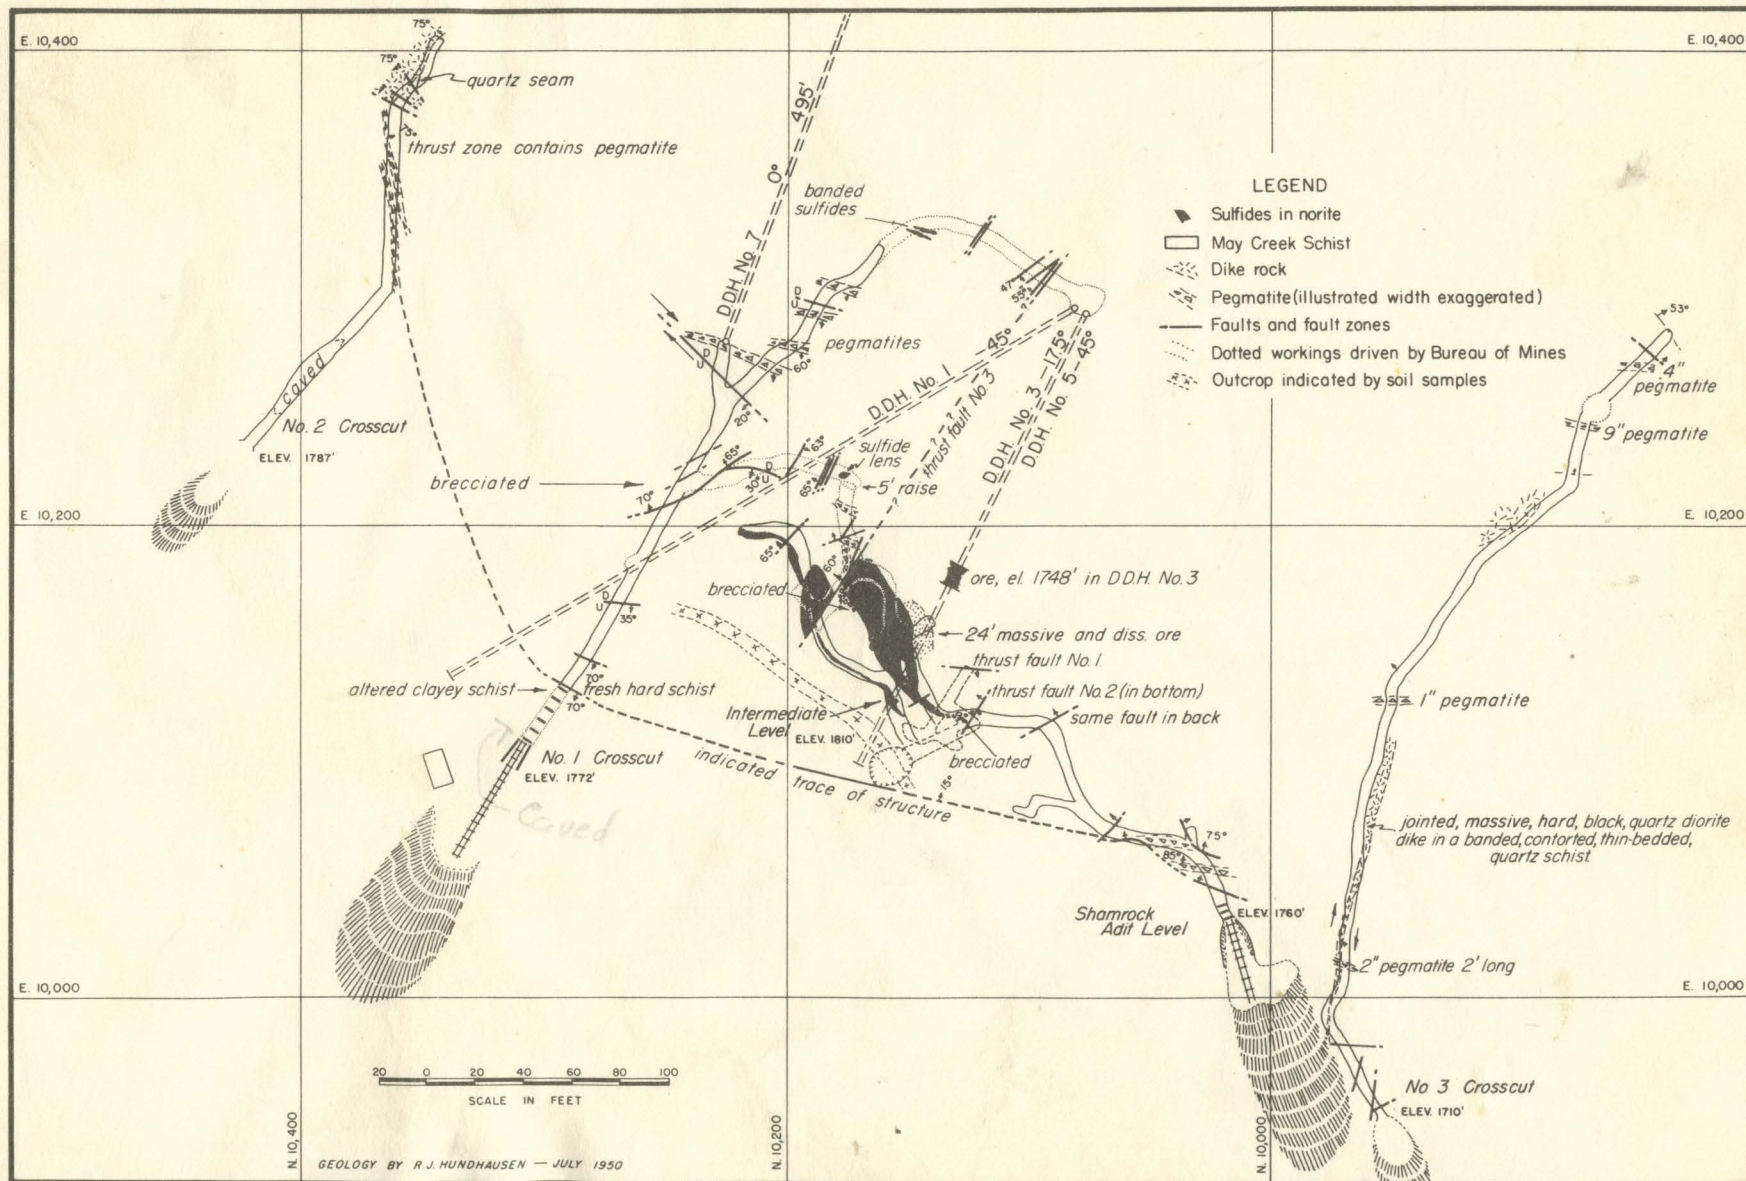 E. 10,400
E. 10,400
75°
75°
quartz seam
75°
thrust zone contains pegmatite
495'
0°
D.D.H. No. 7
banded
sulfides
LEGEND
Sulfides in norite
May Creek Schist
Dike rock
Pegmatite (illustrated width exaggerated)
Faults and fault zones
Dotted workings driven by Bureau of Mines
Outcrop indicated by soil samples
47°
55°
D
U
pegmatites
60°
D
U
20°
-45°
D.D.H. No. 1
thrust fault No. 3
? ?
D.D.H. No. 3 -17.5°
D.D.H. No. 5 -45°
53°
4"
pegmatite
9" pegmatite
caved
No. 2 Crosscut
ELEV. 1787'
65°
63°
D
U
30°
65°
sulfide
lens
5' raise
brecciated
70°
E. 10,200
E. 10,200
65°
60°
brecciated
ore, el. 1748' in D.D.H. No. 3
24' massive and diss. ore
D
U
35°
thrust fault No. 1.
thrust fault No. 2 (in bottom)
same fault in back
1" pegmatite
altered clayey schist
70°
fresh hard schist
70°
Intermediate
Level
ELEV. 1810'
No. 1 Crosscut
ELEV. 1772'
Caved
indicated trace of structure
15°
brecciated
75°
85°
jointed, massive, hard, black, quartz diorite
dike in a banded, contorted, thin-bedded,
quartz schist.
Shamrock
Adit Level
ELEV. 1760'
2" pegmatite 2' long
E. 10,000
E. 10,000
20 0 20 40 60 80 100
SCALE IN FEET
No 3 Crosscut
ELEV. 1710'
N. 10,400
N. 10,200
N. 10,000
GEOLOGY BY R.J. HUNDHAUSEN — JULY 1950